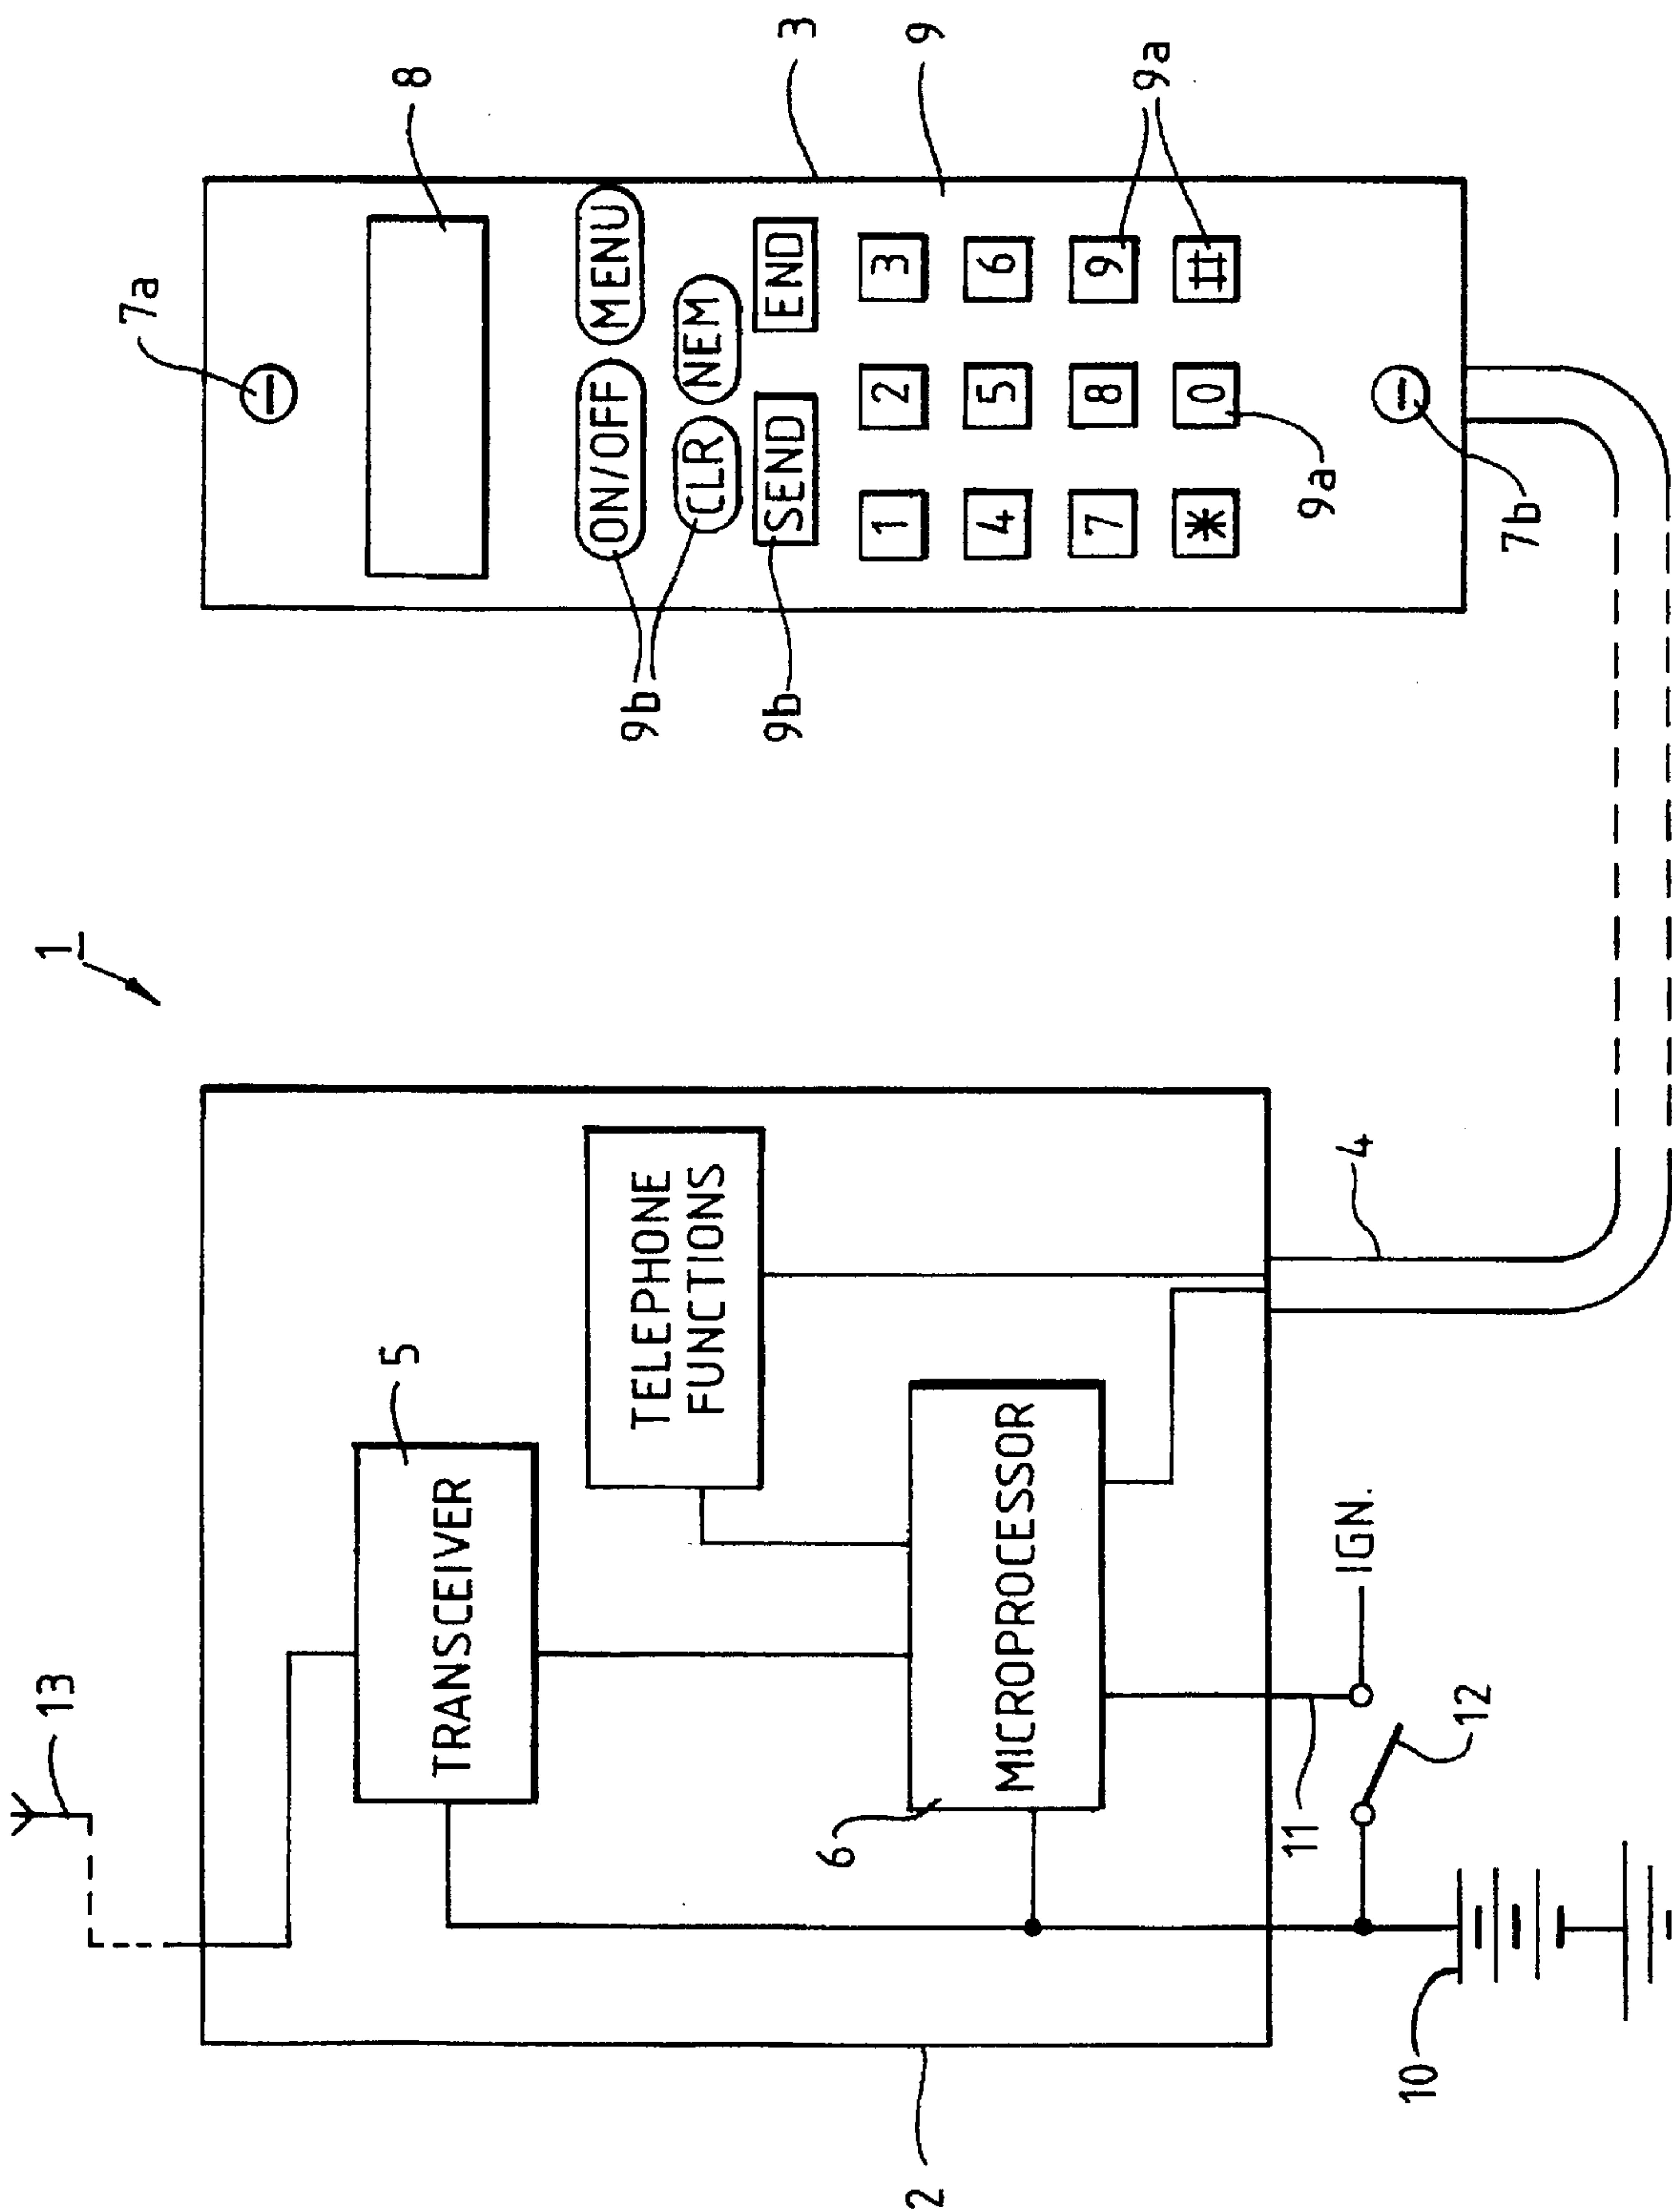 1
13
5
TRANSCEIVER
TELEPHONE
FUNCTIONS
6
MICROPROCESSOR
2
11
IGN.
12
10
4
7a
8
ON/OFF
MENU
CLR
NEM
SEND
END
9b
9b
3
9
1 2 3
4 5 6
7 8 9
* 0 #
9a
9a
7b